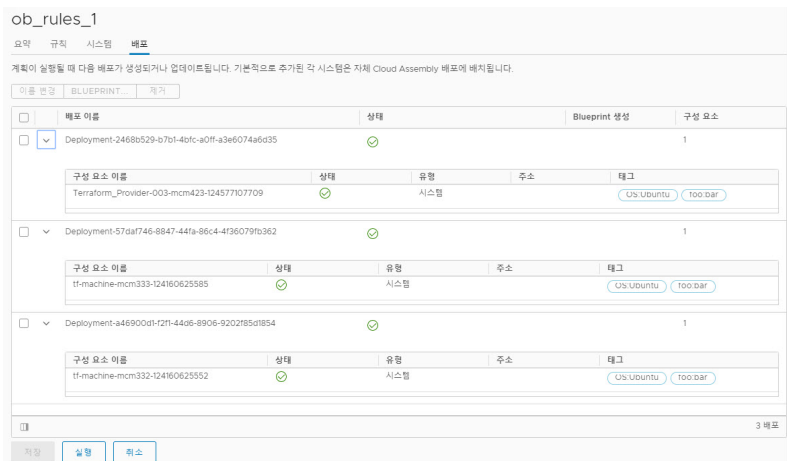 ob_rules_1
요약 규칙 시스템 배포
계획이 실행될 때 다음 배포가 생성되거나 업데이트됩니다. 기본적으로 추가된 각 시스템은 자체 Cloud Assembly 배포에 배치됩니다.
이름 변경 BLUEPRINT... 제거
배포 이름 상태 Blueprint 생성 구성 요소
Deployment-2468b529-b7b1-4bfc-a0ff-a3e6074a6d35 1
구성 요소 이름 상태 유형 주소 태그
Terraform_Provider-003-mcm423-124577107709 시스템 OS:Ubuntu foo:bar
Deployment-57daf746-8847-44fa-86c4-4f36079fb362 1
구성 요소 이름 상태 유형 주소 태그
tf-machine-mcm333-124160625585 시스템 OS:Ubuntu foo:bar
Deployment-a46900d1-f2f1-44d6-8906-9202f85d1854 1
구성 요소 이름 상태 유형 주소 태그
tf-machine-mcm332-124160625552 시스템 OS:Ubuntu foo:bar
3 배포
저장 실행 취소